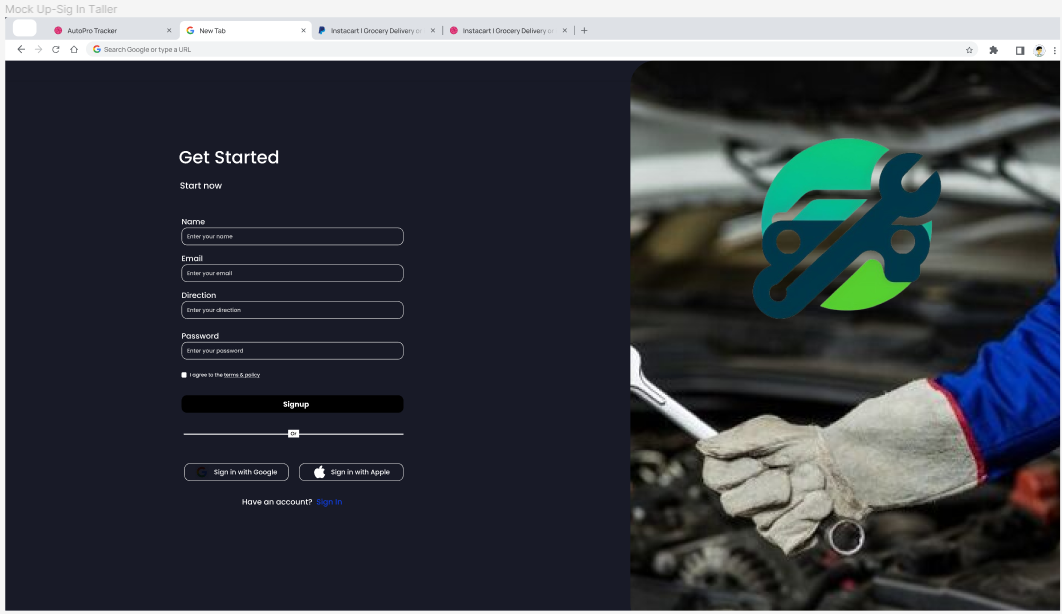 Mock Up-Sig In Taller
AutoPro Tracker
New Tab
Instacart | Grocery Delivery or
Instacart | Grocery Delivery or
Search Google or type a URL
Get Started
Start now
Name
Enter your name
Email
Enter your email
Direction
Enter your direction
Password
Enter your password
I agree to the terms & policy
Signup
Or
Sign in with Google
Sign in with Apple
Have an account? Sign In